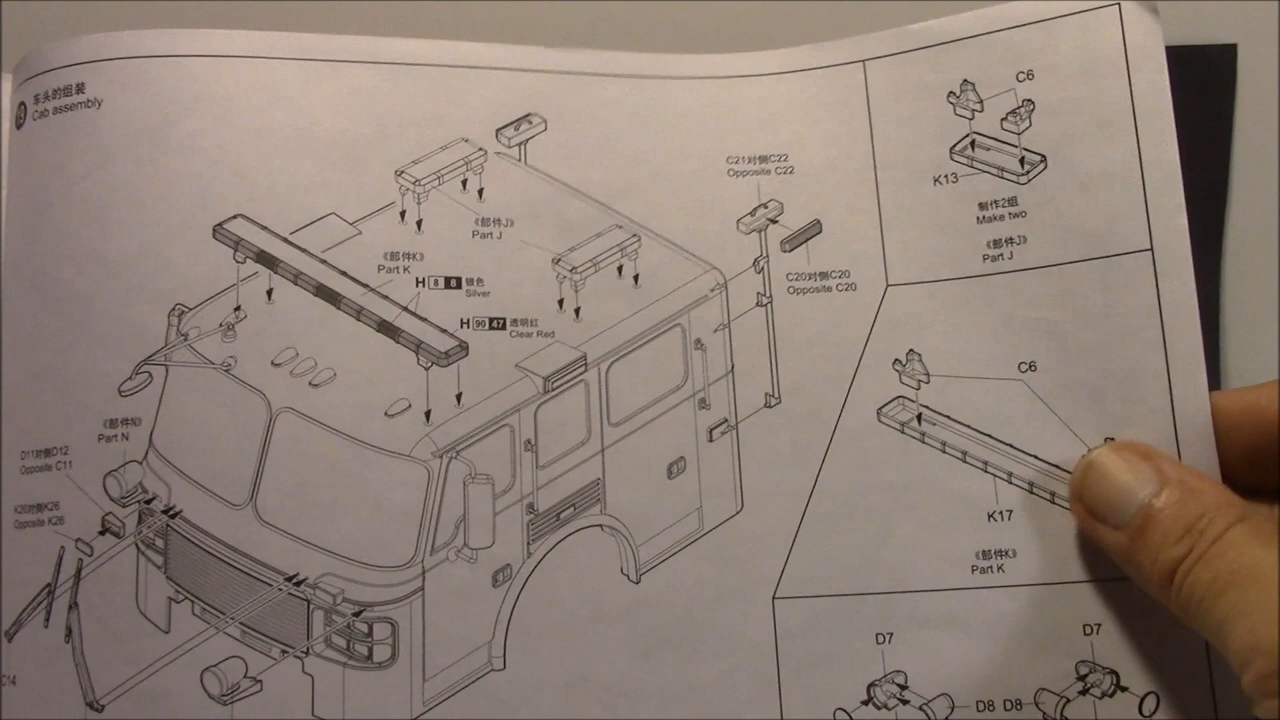 车头的组装
Cab assembly
C21对侧C22
Opposite C22
《部件J》
Part J
《部件K》
Part K
H 8 8 银色
Silver
H 90 47 透明红
Clear Red
C20对侧C20
Opposite C20
《部件N》
Part N
D11对侧D12
Opposite C11
K26对侧K26
Opposite K26
C14
C6
K13
制作2组
Make two
《部件J》
Part J
C6
K17
《部件K》
Part K
D7
D7
D8
D8